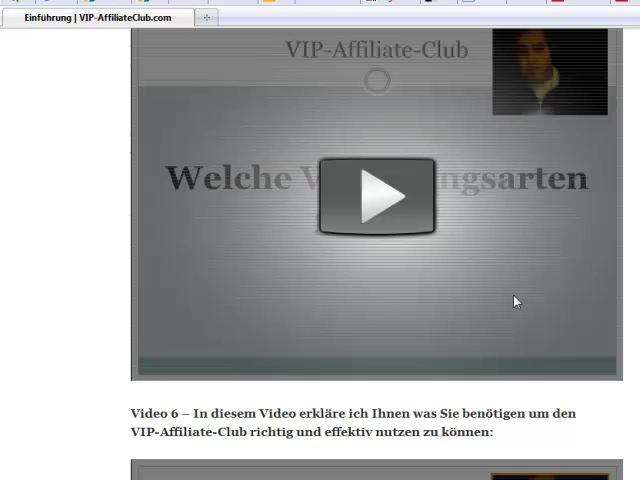 Einführung | VIP-AffiliateClub.com
VIP-Affiliate-Club
Welche
Video 6 – In diesem Video erkläre ich Ihnen was Sie benötigen um den
VIP-Affiliate-Club richtig und effektiv nutzen zu können: